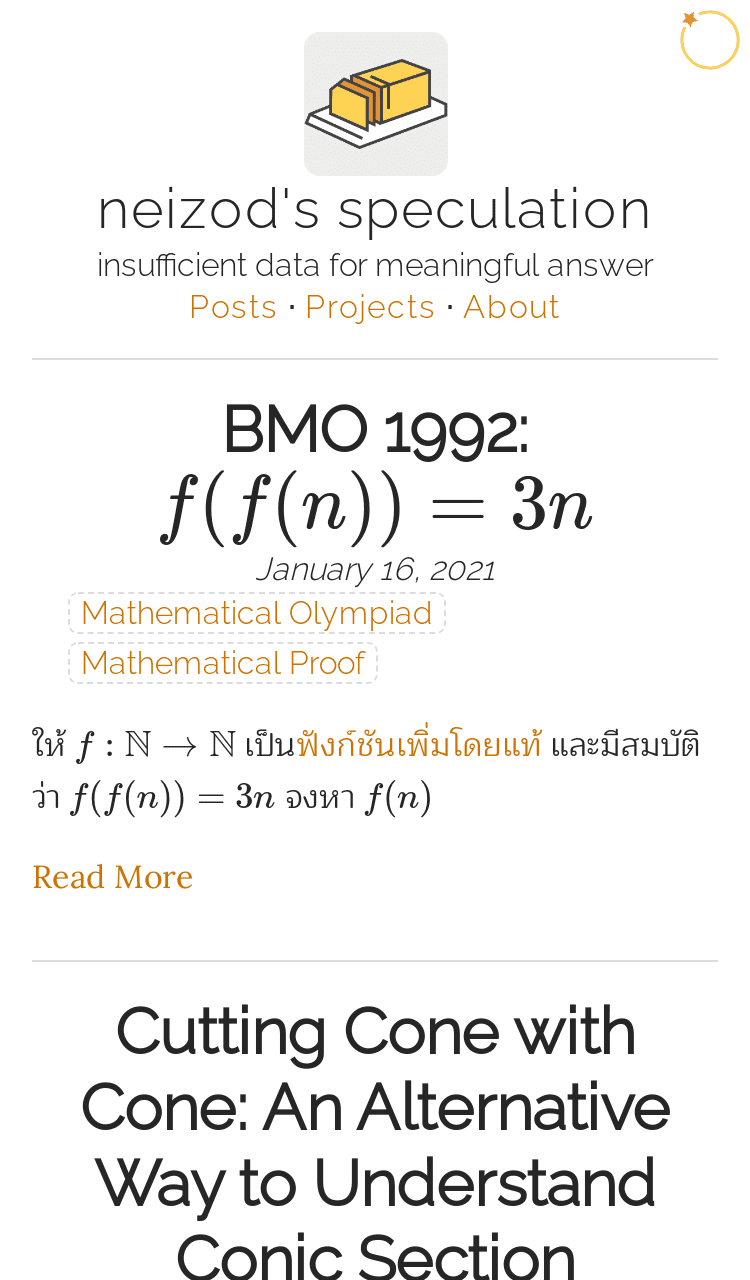 neizod's speculation
insufficient data for meaningful answer
Posts · Projects · About
BMO 1992:
f(f(n)) = 3n
January 16, 2021
Mathematical Olympiad
Mathematical Proof
ให้ f : ℕ → ℕ เป็นฟังก์ชันเพิ่มโดยแท้ และมีสมบัติ
ว่า f(f(n)) = 3n จงหา f(n)
Read More
Cutting Cone with
Cone: An Alternative
Way to Understand
Conic Section